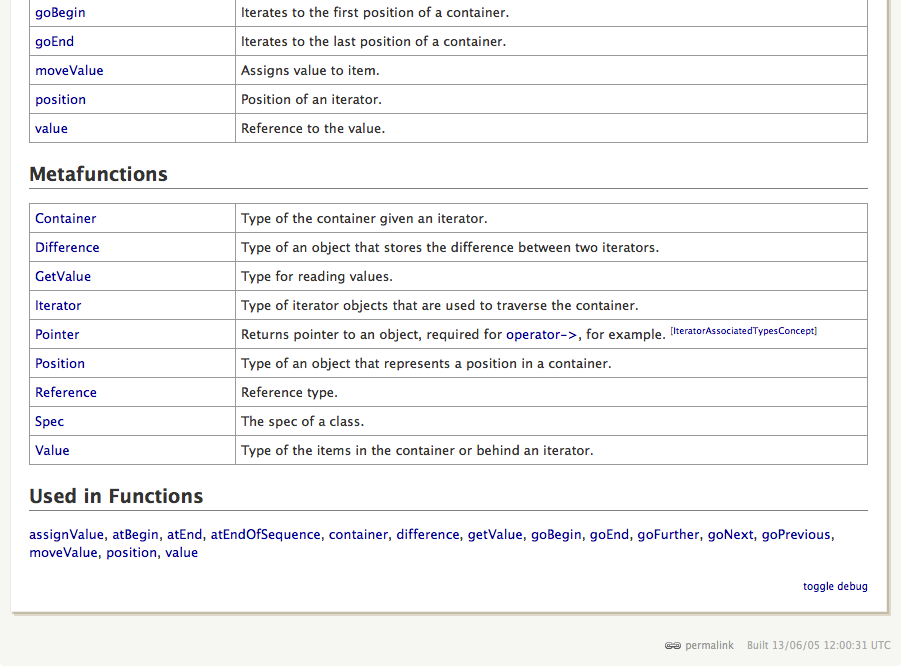 goBegin Iterates to the first position of a container.
goEnd Iterates to the last position of a container.
moveValue Assigns value to item.
position Position of an iterator.
value Reference to the value.
Metafunctions
Container Type of the container given an iterator.
Difference Type of an object that stores the difference between two iterators.
GetValue Type for reading values.
Iterator Type of iterator objects that are used to traverse the container.
Pointer Returns pointer to an object, required for operator->, for example. [IteratorAssociatedTypesConcept]
Position Type of an object that represents a position in a container.
Reference Reference type.
Spec The spec of a class.
Value Type of the items in the container or behind an iterator.
Used in Functions
assignValue, atBegin, atEnd, atEndOfSequence, container, difference, getValue, goBegin, goEnd, goFurther, goNext, goPrevious,
moveValue, position, value
toggle debug
permalink Built 13/06/05 12:00:31 UTC